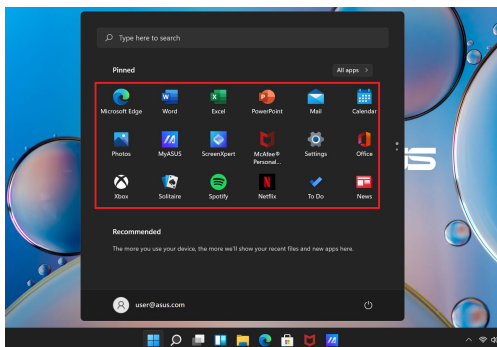 Type here to search
Pinned
All apps >
Microsoft Edge
Word
Excel
PowerPoint
Mail
Calendar
Photos
MyASUS
ScreenXpert
McAfee®
Personal...
Settings
Office
Xbox
Solitaire
Spotify
Netflix
To Do
News
Recommended
The more you use your device, the more we'll show your recent files and new apps here.
user@asus.com